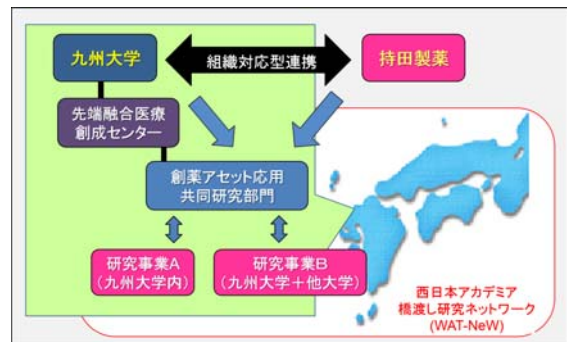 九州大学
組織対応型連携
持田製薬
先端融合医療
創成センター
創薬アセット応用
共同研究部門
研究事業A
(九州大学内)
研究事業B
(九州大学+他大学)
西日本アカデミア
橋渡し研究ネットワーク
(WAT-NeW)